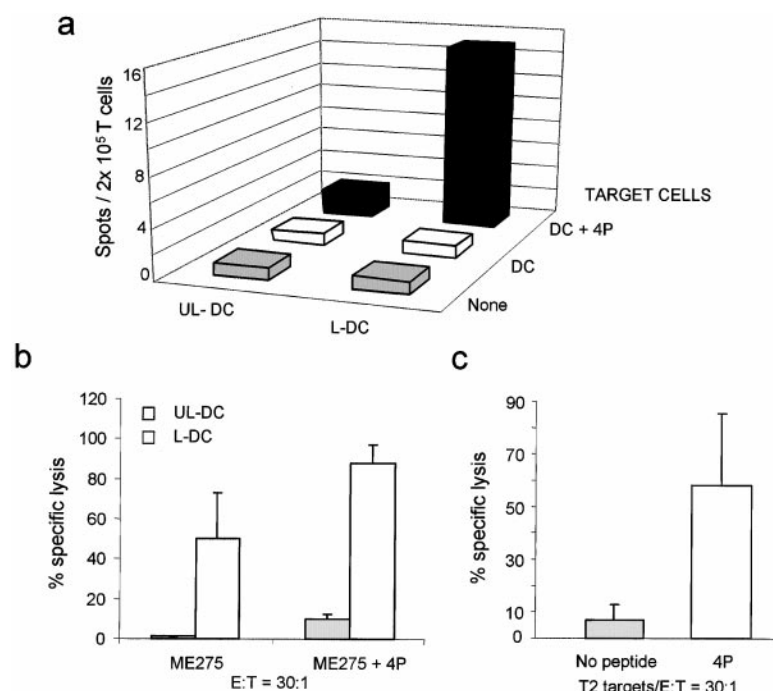 a
Spots / 2x 10⁵ T cells
16
12
8
4
0
UL- DC
L-DC
None
DC
DC + 4P
TARGET CELLS
b
% specific lysis
120
100
80
60
40
20
0
UL-DC
L-DC
ME275
ME275 + 4P
E:T = 30:1
c
% specific lysis
90
70
50
30
10
0
No peptide
4P
T2 targets/E:T = 30:1